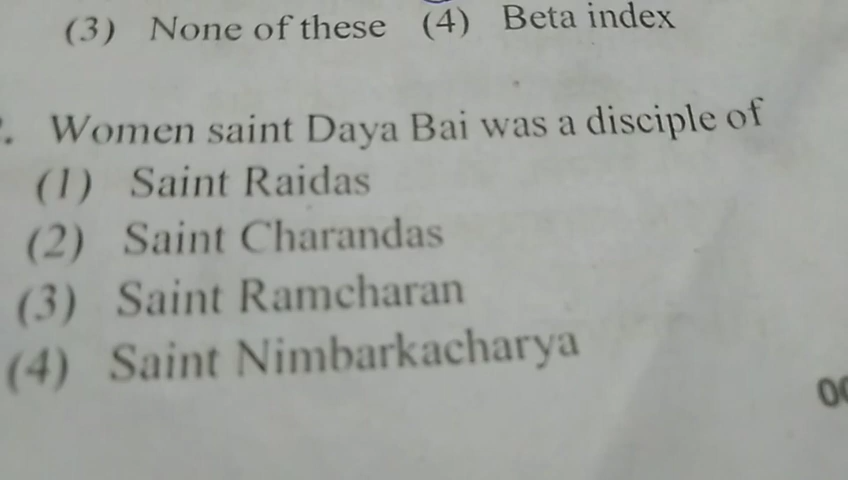 (3) None of these (4) Beta index
. Women saint Daya Bai was a disciple of
(1) Saint Raidas
(2) Saint Charandas
(3) Saint Ramcharan
(4) Saint Nimbarkacharya